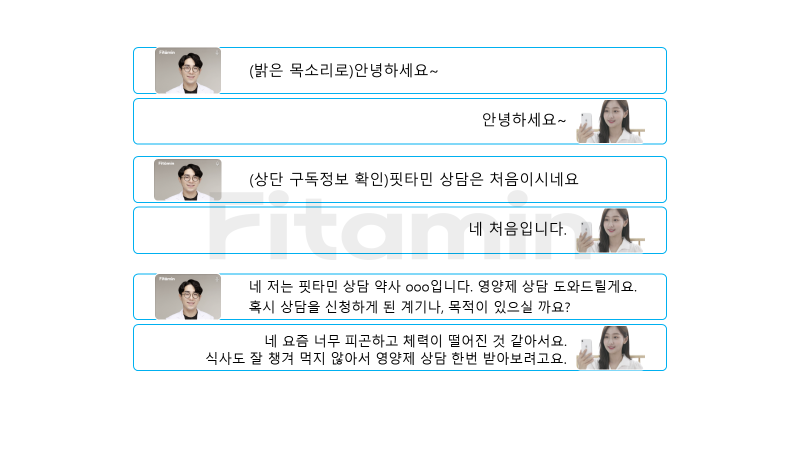 Fitamin
(밝은 목소리로)안녕하세요~
안녕하세요~
Fitamin
(상단 구독정보 확인)핏타민 상담은 처음이시네요
Fitamin
네 처음입니다.
Fitamin
네 저는 핏타민 상담 약사 ooo입니다. 영양제 상담 도와드릴게요.
혹시 상담을 신청하게 된 계기나, 목적이 있으실 까요?
네 요즘 너무 피곤하고 체력이 떨어진 것 같아서요.
식사도 잘 챙겨 먹지 않아서 영양제 상담 한번 받아보려고요.